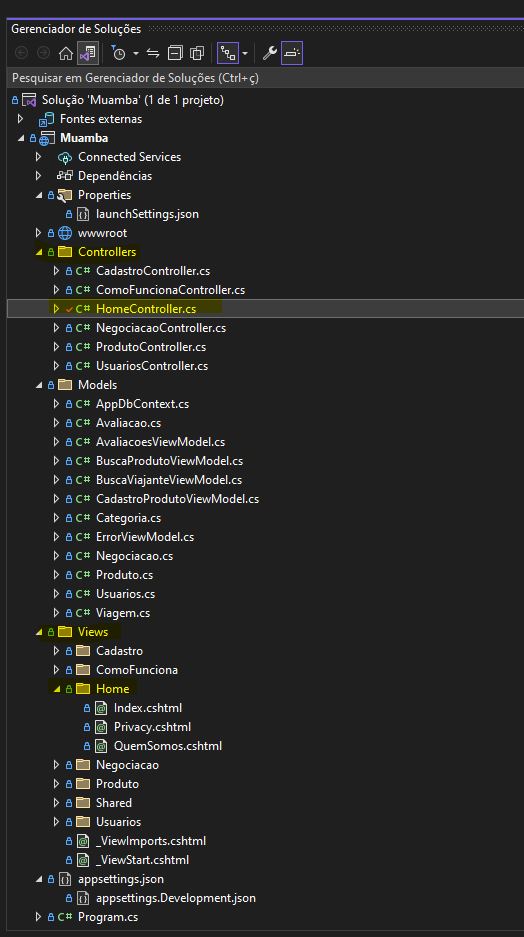 Gerenciador de Soluções
Pesquisar em Gerenciador de Soluções (Ctrl+ç)
Solução 'Muamba' (1 de 1 projeto)
Fontes externas
Muamba
Connected Services
Dependências
Properties
launchSettings.json
wwwroot
Controllers
C# CadastroController.cs
C# ComoFuncionaController.cs
C# HomeController.cs
C# NegociacaoController.cs
C# ProdutoController.cs
C# UsuariosController.cs
Models
C# AppDbContext.cs
C# Avaliacao.cs
C# AvaliacoesViewModel.cs
C# BuscaProdutoViewModel.cs
C# BuscaViajanteViewModel.cs
C# CadastroProdutoViewModel.cs
C# Categoria.cs
C# ErrorViewModel.cs
C# Negociacao.cs
C# Produto.cs
C# Usuarios.cs
C# Viagem.cs
Views
Cadastro
ComoFunciona
Home
Index.cshtml
Privacy.cshtml
QuemSomos.cshtml
Negociacao
Produto
Shared
Usuarios
_ViewImports.cshtml
_ViewStart.cshtml
appsettings.json
appsettings.Development.json
C# Program.cs